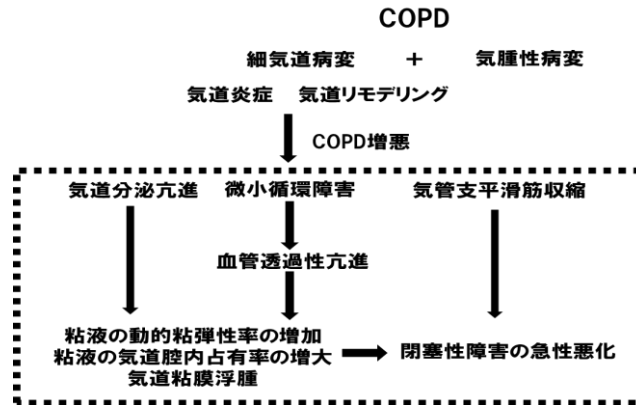 COPD
細気道病変 + 気腫性病変
気道炎症 気道リモデリング
COPD増悪
気道分泌亢進 微小循環障害 気管支平滑筋収縮
血管透過性亢進
粘液の動的粘弾性率の増加
粘液の気道腔内占有率の増大
気道粘膜浮腫
閉塞性障害の急性悪化